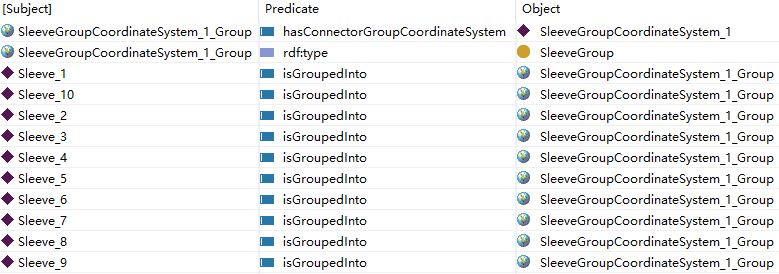 [Subject] Predicate Object
SleeveGroupCoordinateSystem_1_Group hasConnectorGroupCoordinateSystem SleeveGroupCoordinateSystem_1
SleeveGroupCoordinateSystem_1_Group rdf:type SleeveGroup
Sleeve_1 isGroupedInto SleeveGroupCoordinateSystem_1_Group
Sleeve_10 isGroupedInto SleeveGroupCoordinateSystem_1_Group
Sleeve_2 isGroupedInto SleeveGroupCoordinateSystem_1_Group
Sleeve_3 isGroupedInto SleeveGroupCoordinateSystem_1_Group
Sleeve_4 isGroupedInto SleeveGroupCoordinateSystem_1_Group
Sleeve_5 isGroupedInto SleeveGroupCoordinateSystem_1_Group
Sleeve_6 isGroupedInto SleeveGroupCoordinateSystem_1_Group
Sleeve_7 isGroupedInto SleeveGroupCoordinateSystem_1_Group
Sleeve_8 isGroupedInto SleeveGroupCoordinateSystem_1_Group
Sleeve_9 isGroupedInto SleeveGroupCoordinateSystem_1_Group